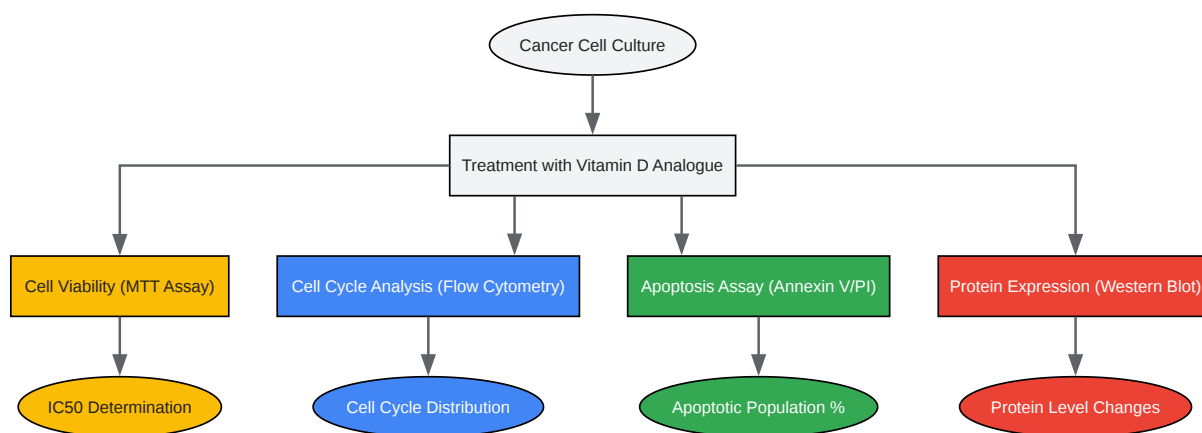 Cancer Cell Culture
Treatment with Vitamin D Analogue
Cell Viability (MTT Assay)
Cell Cycle Analysis (Flow Cytometry)
Apoptosis Assay (Annexin V/PI)
Protein Expression (Western Blot)
IC50 Determination
Cell Cycle Distribution
Apoptotic Population %
Protein Level Changes